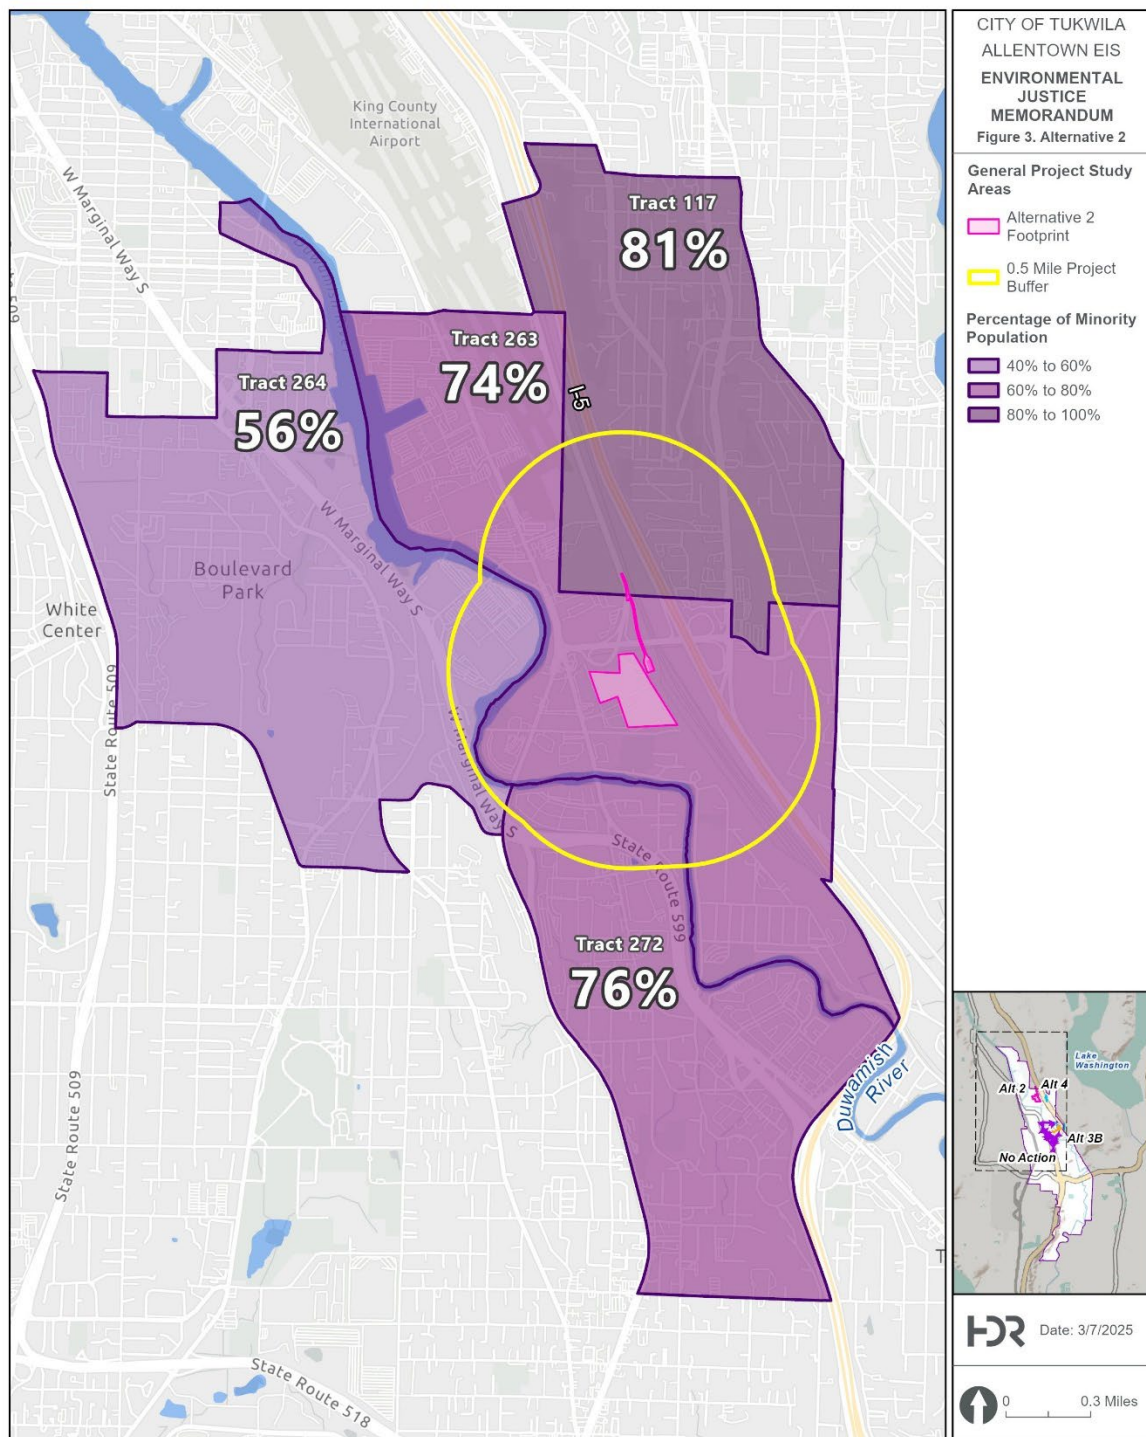 CITY OF TUKWILA
ALLENTOWN EIS
ENVIRONMENTAL
JUSTICE
MEMORANDUM
Figure 3. Alternative 2
General Project Study
Areas
Alternative 2
Footprint
0.5 Mile Project
Buffer
Percentage of Minority
Population
40% to 60%
60% to 80%
80% to 100%
King County
International
Airport
W Marginal Way S
Tract 117
81%
Tract 263
74%
I-5
Tract 264
56%
W Marginal Way S
Boulevard
Park
White
Center
State Route 509
W Marginal Way S
State Route 599
Tract 272
76%
Duwamish
River
State Route 509
State Route 518
Lake
Washington
Alt 2
Alt 4
Alt 3B
No Action
HDR
Date: 3/7/2025
0
0.3 Miles